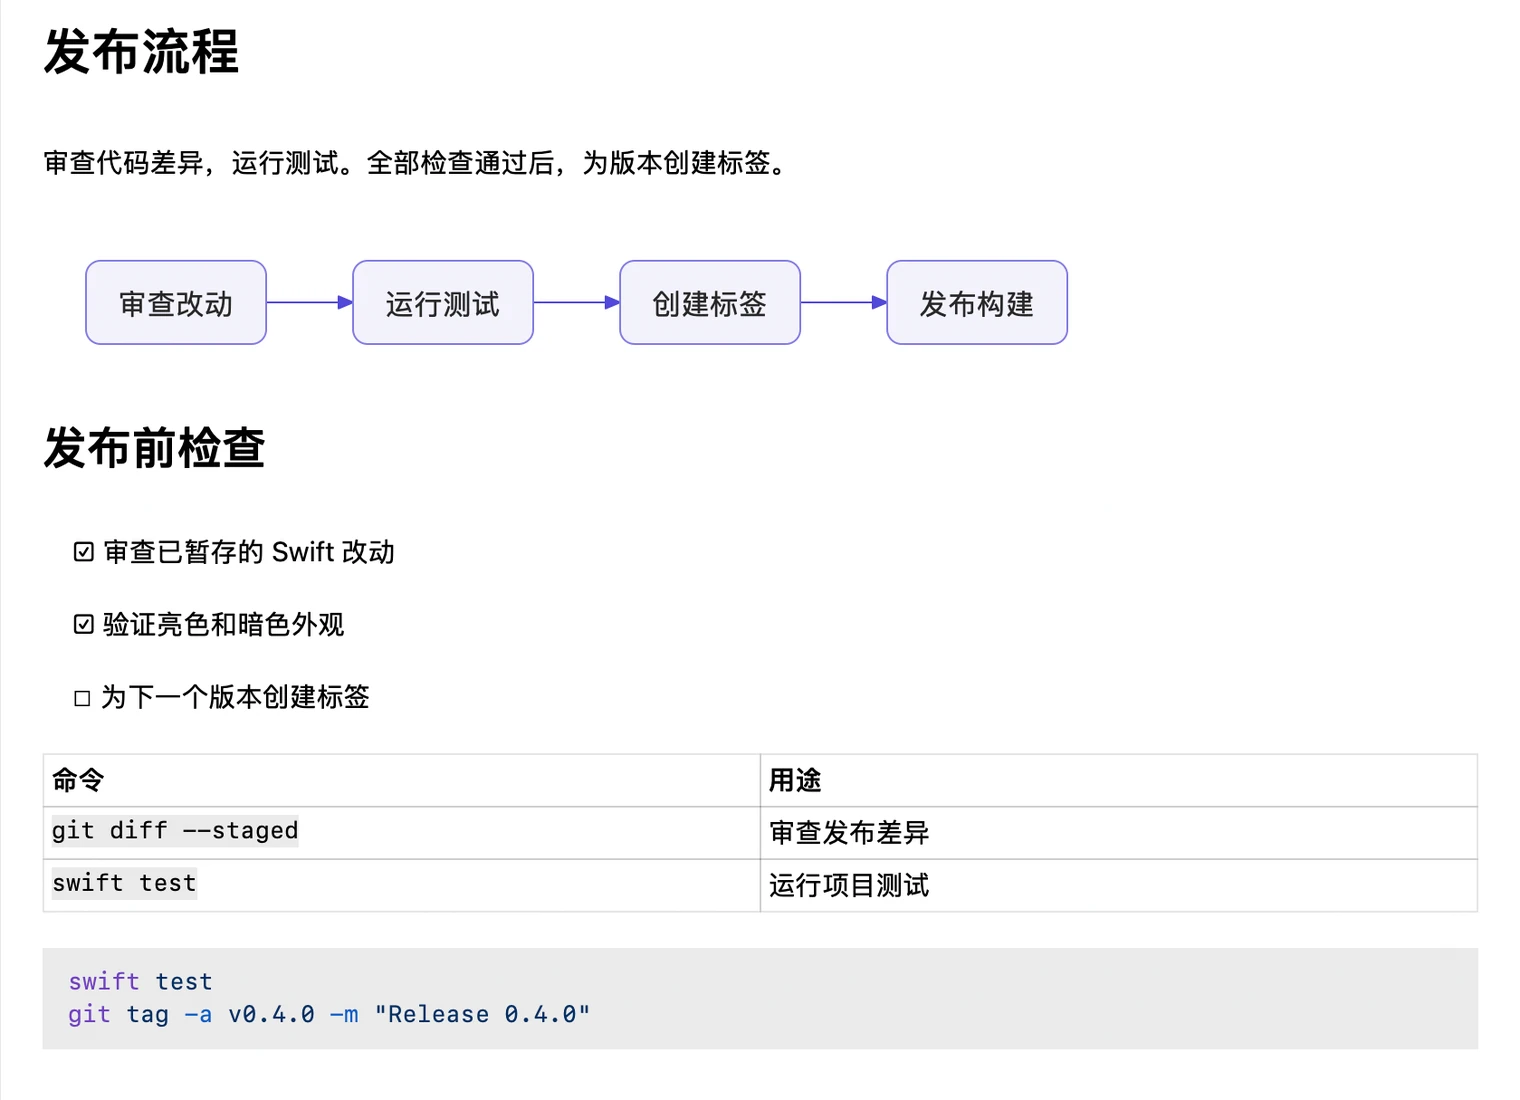 发布流程
审查代码差异，运行测试。全部检查通过后，为版本创建标签。
审查改动
运行测试
创建标签
发布构建
发布前检查
☑ 审查已暂存的 Swift 改动
☑ 验证亮色和暗色外观
☐ 为下一个版本创建标签
命令 用途
git diff --staged 审查发布差异
swift test 运行项目测试
swift test
git tag -a v0.4.0 -m "Release 0.4.0"